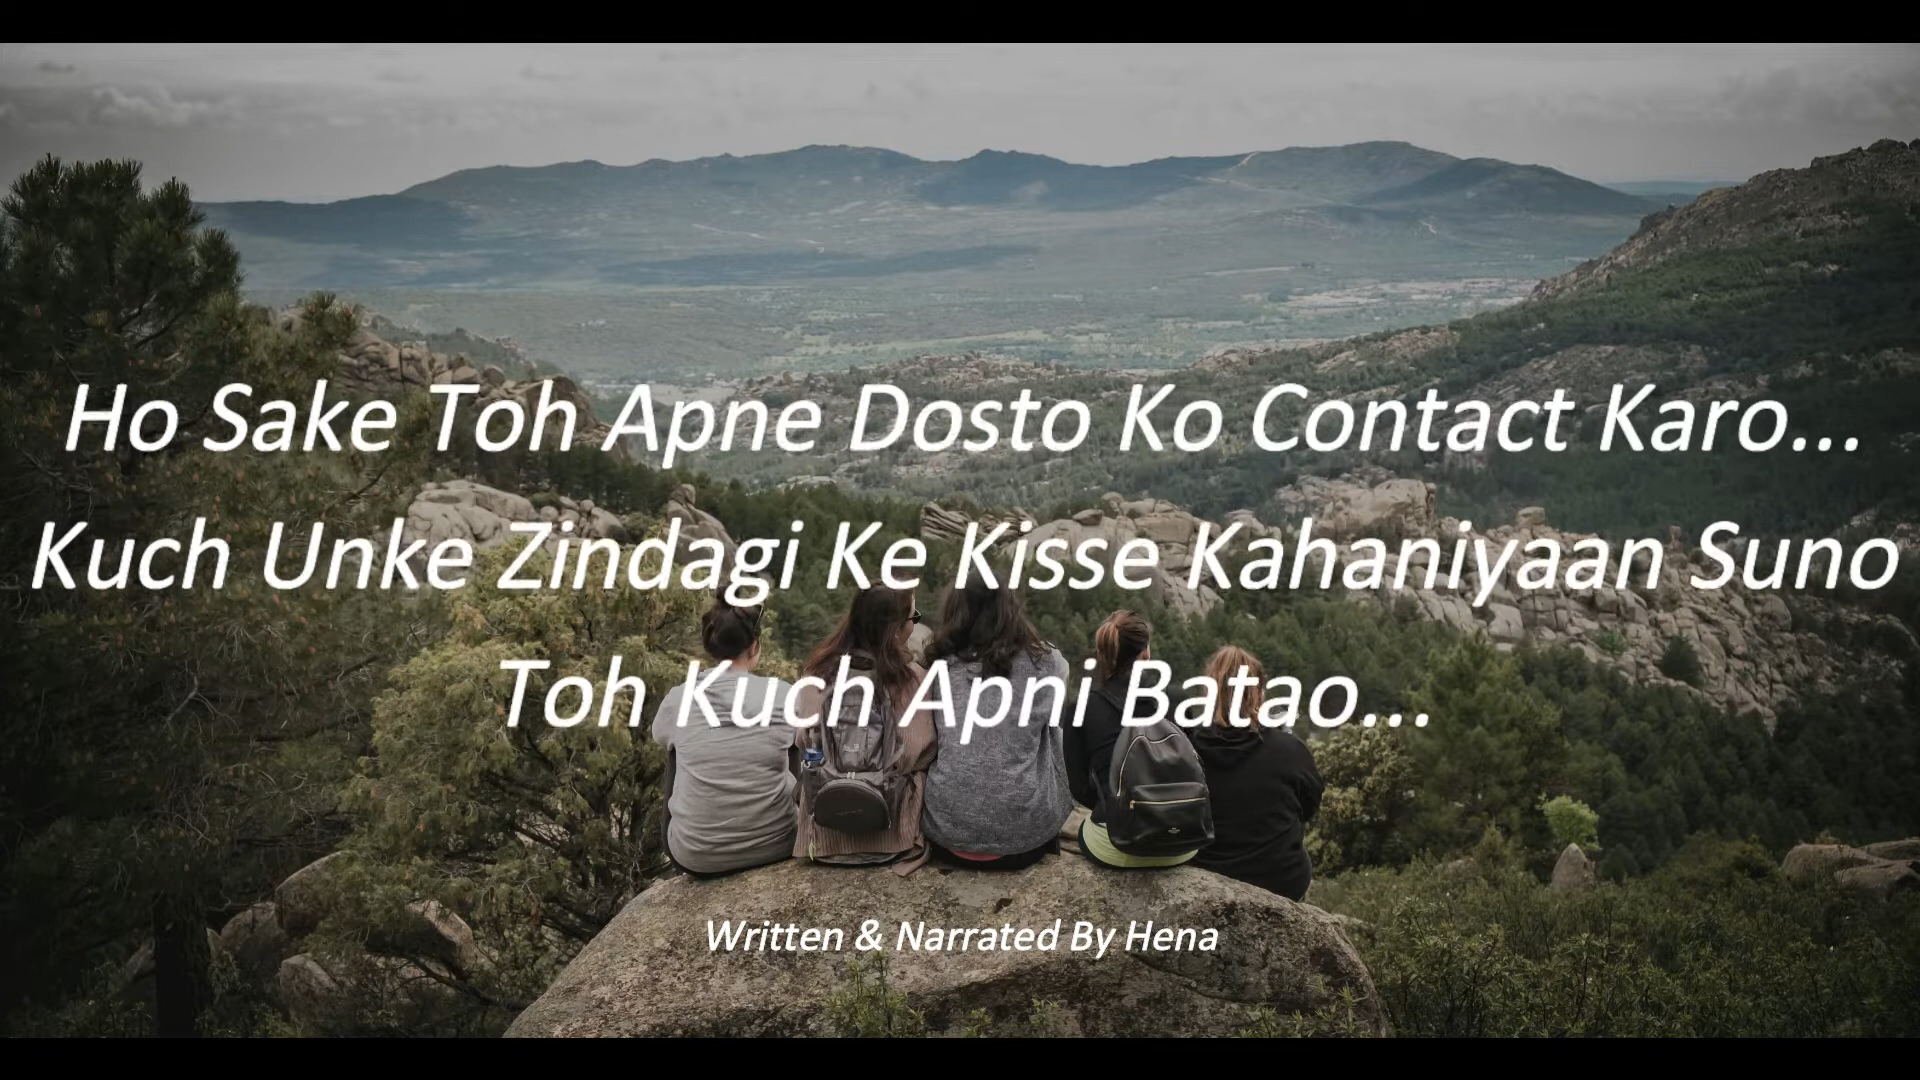 Ho Sake Toh Apne Dosto Ko Contact Karo...
Kuch Unke Zindagi Ke Kisse Kahaniyaan Suno
Toh Kuch Apni Batao...
Written & Narrated By Hena